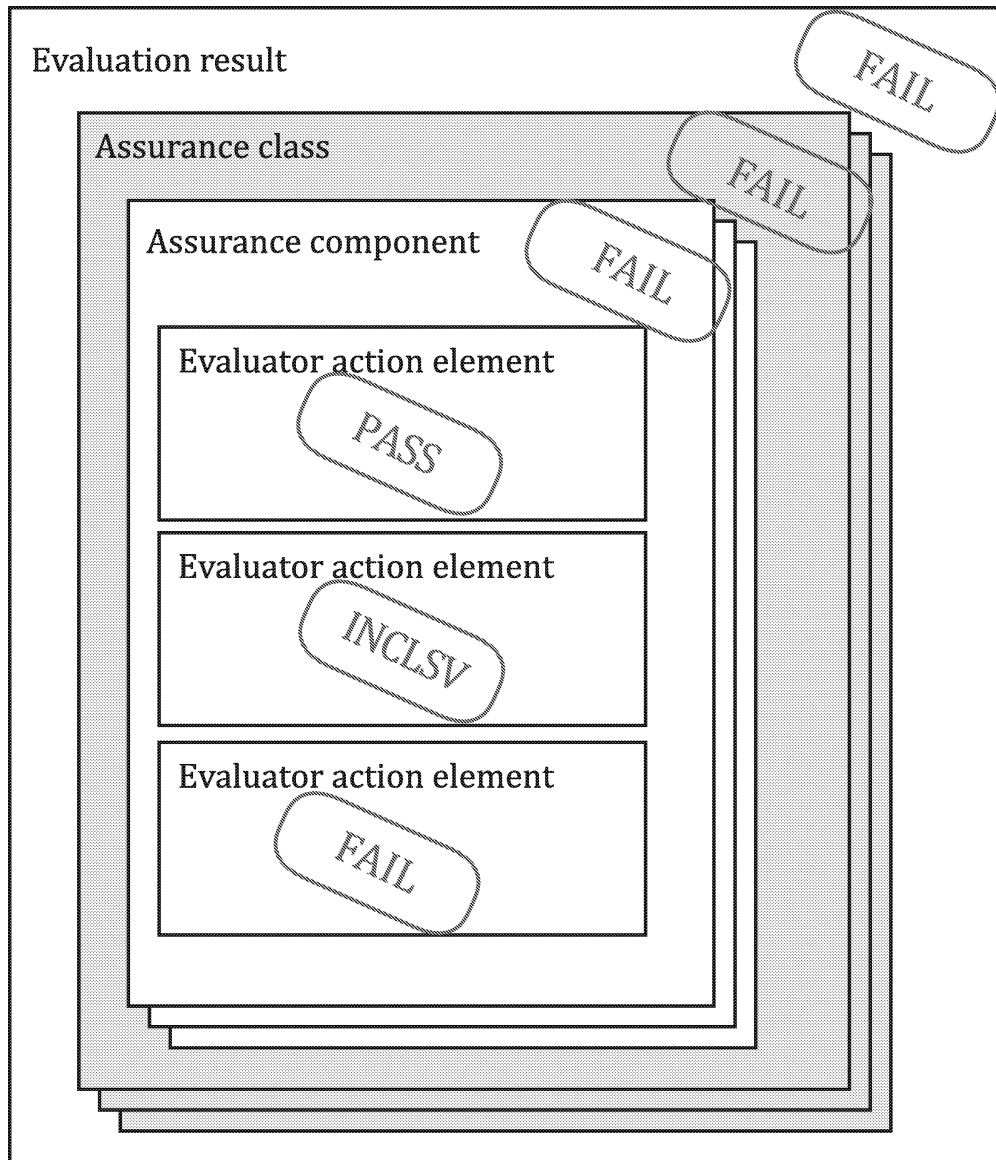 Evaluation result
FAIL
Assurance class
FAIL
Assurance component
FAIL
Evaluator action element
PASS
Evaluator action element
INCLSV
Evaluator action element
FAIL